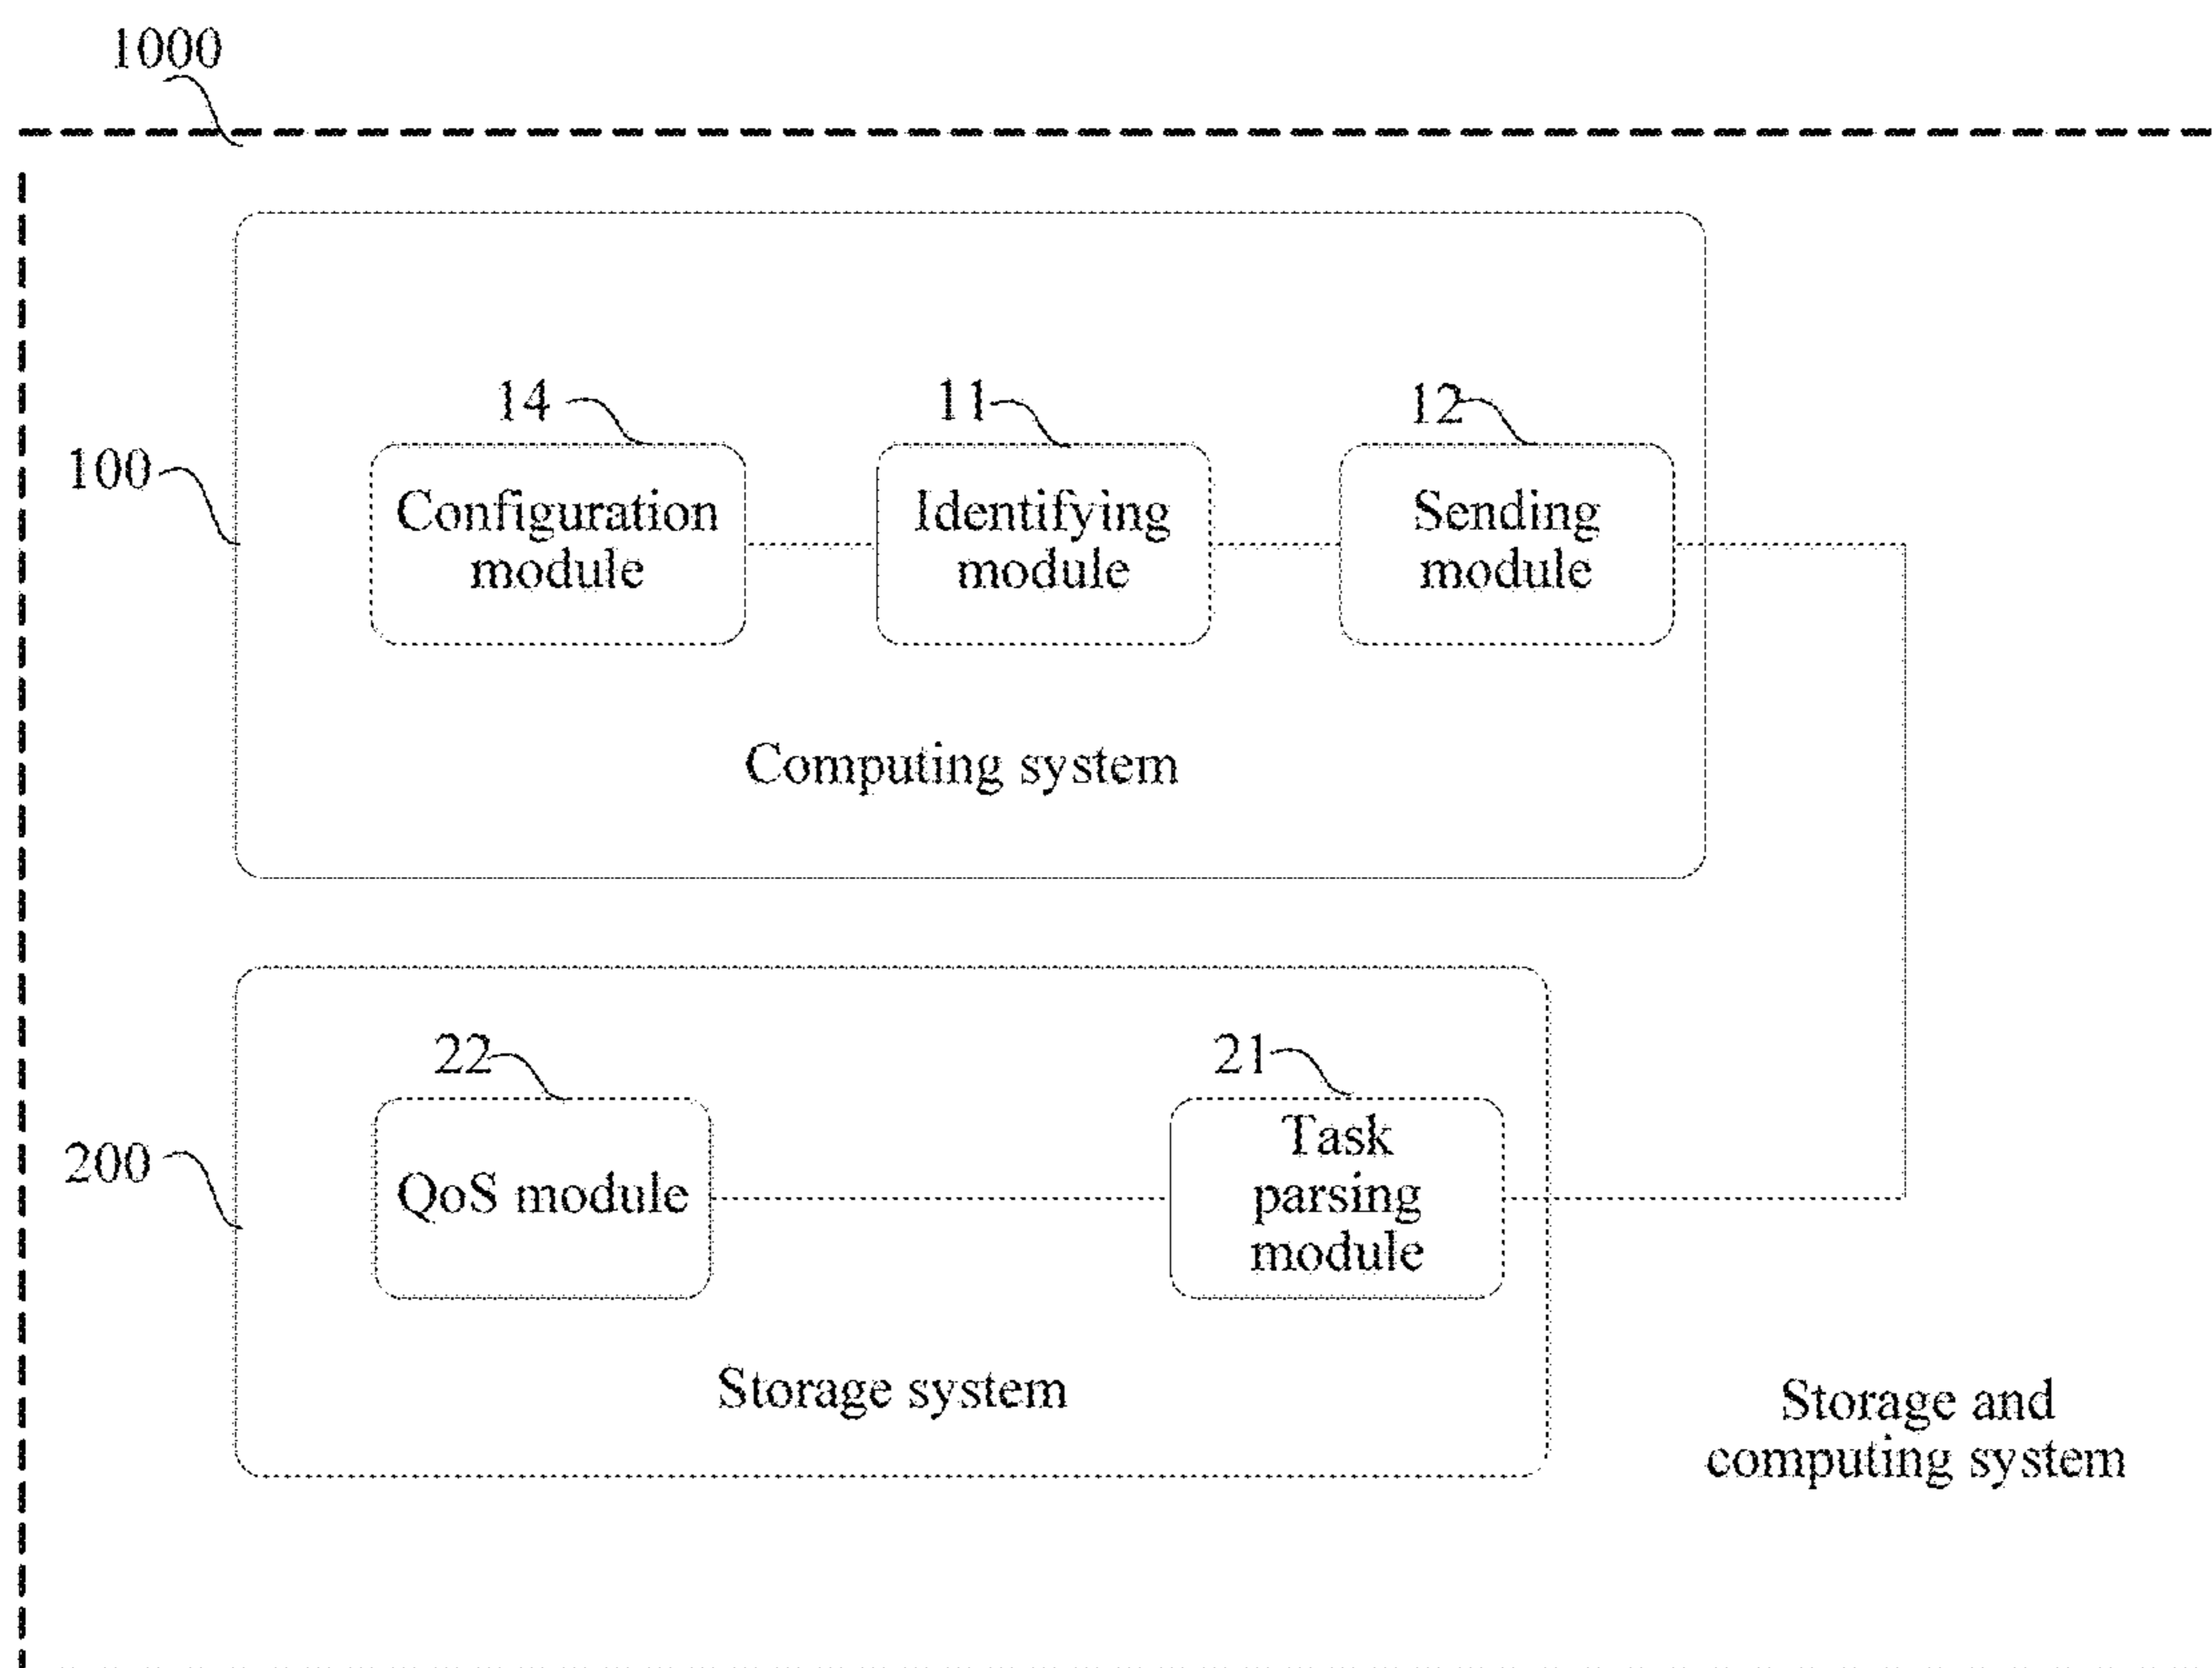 1000
100
14
11
12
Configuration
module
Identifying
module
Sending
module
Computing system
200
22
21
QoS module
Task
parsing
module
Storage system
Storage and
computing system